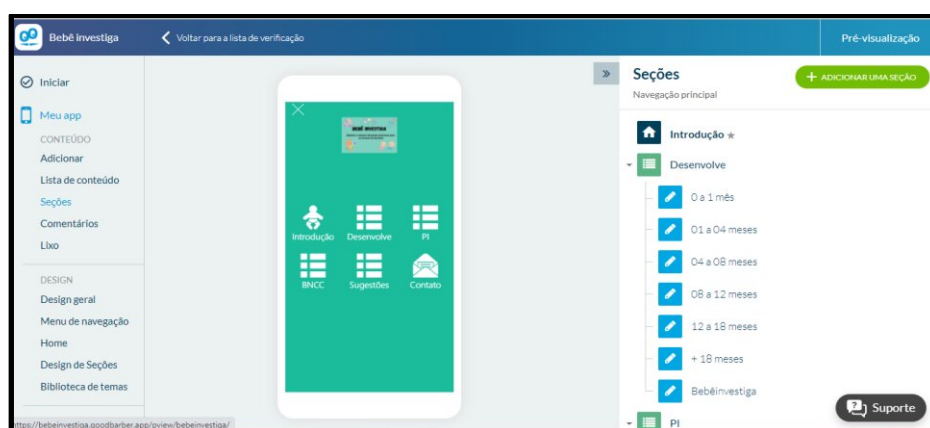 Bebê investiga
Voltar para a lista de verificação
Pré-visualização
Iniciar
Meu app
CONTEÚDO
Adicionar
Lista de conteúdo
Seções
Comentários
Lixo
DESIGN
Design geral
Menu de navegação
Home
Design de Seções
Biblioteca de temas
https://bebeinvestiga.goodbarber.app/pview/bebeinvestiga/
BEBÊ INVESTIGA
Introdução
Desenvolve
PI
BNCC
Sugestões
Contato
Seções
Navegação principal
+ ADICIONAR UMA SEÇÃO
Introdução ★
Desenvolve
0 a 1 mês
01 a 04 meses
04 a 08 meses
08 a 12 meses
12 a 18 meses
+ 18 meses
Bebêinvestiga
PI
Suporte